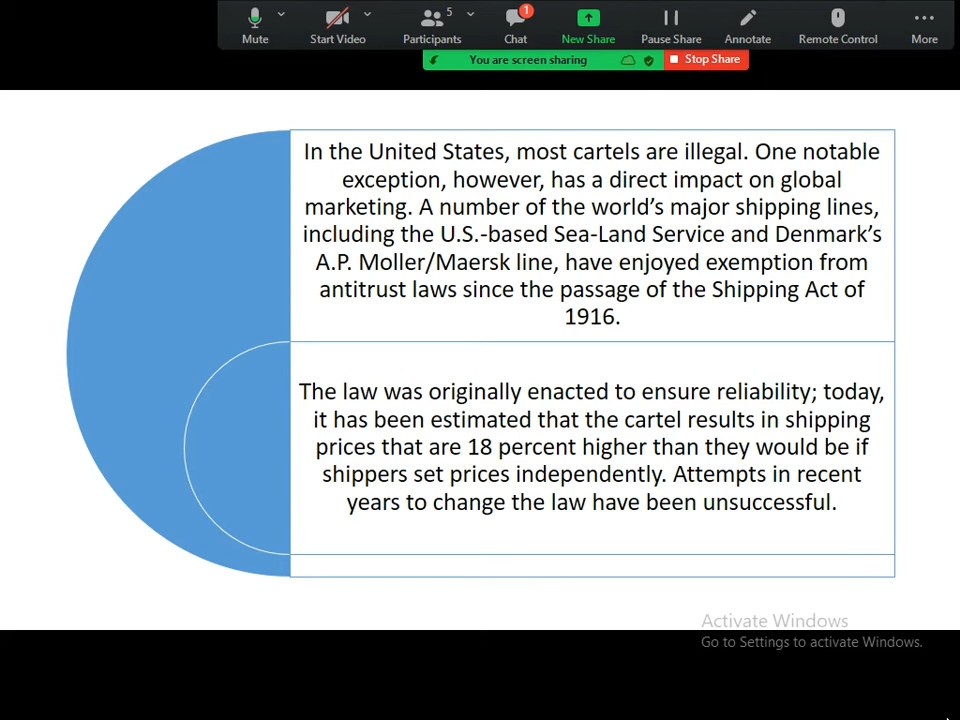 5 1
Mute Start Video Participants Chat New Share Pause Share Annotate Remote Control More
You are screen sharing Stop Share
In the United States, most cartels are illegal. One notable
exception, however, has a direct impact on global
marketing. A number of the world’s major shipping lines,
including the U.S.-based Sea-Land Service and Denmark’s
A.P. Moller/Maersk line, have enjoyed exemption from
antitrust laws since the passage of the Shipping Act of
1916.
The law was originally enacted to ensure reliability; today,
it has been estimated that the cartel results in shipping
prices that are 18 percent higher than they would be if
shippers set prices independently. Attempts in recent
years to change the law have been unsuccessful.
Activate Windows
Go to Settings to activate Windows.